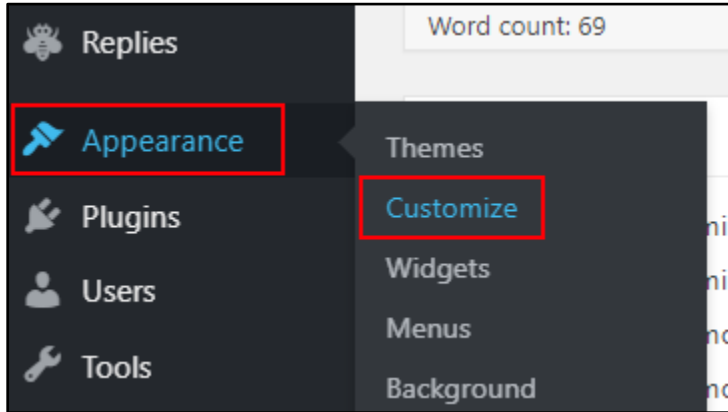 Replies
Appearance
Plugins
Users
Tools
Word count: 69
Themes
Customize
Widgets
Menus
Background